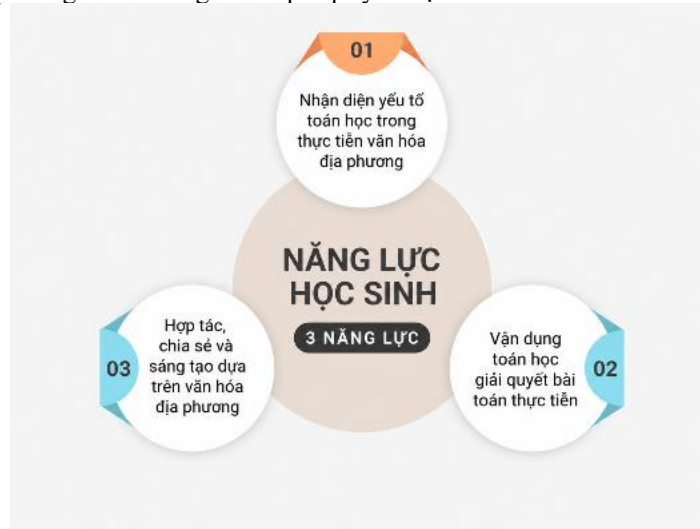 01
Nhận diện yếu tố
toán học trong
thực tiễn văn hóa
địa phương
NĂNG LỰC
HỌC SINH
3 NĂNG LỰC
Vận dụng
toán học
giải quyết bài
toán thực tiễn
02
03
Hợp tác,
chia sẻ và
sáng tạo dựa
trên văn hóa
địa phương